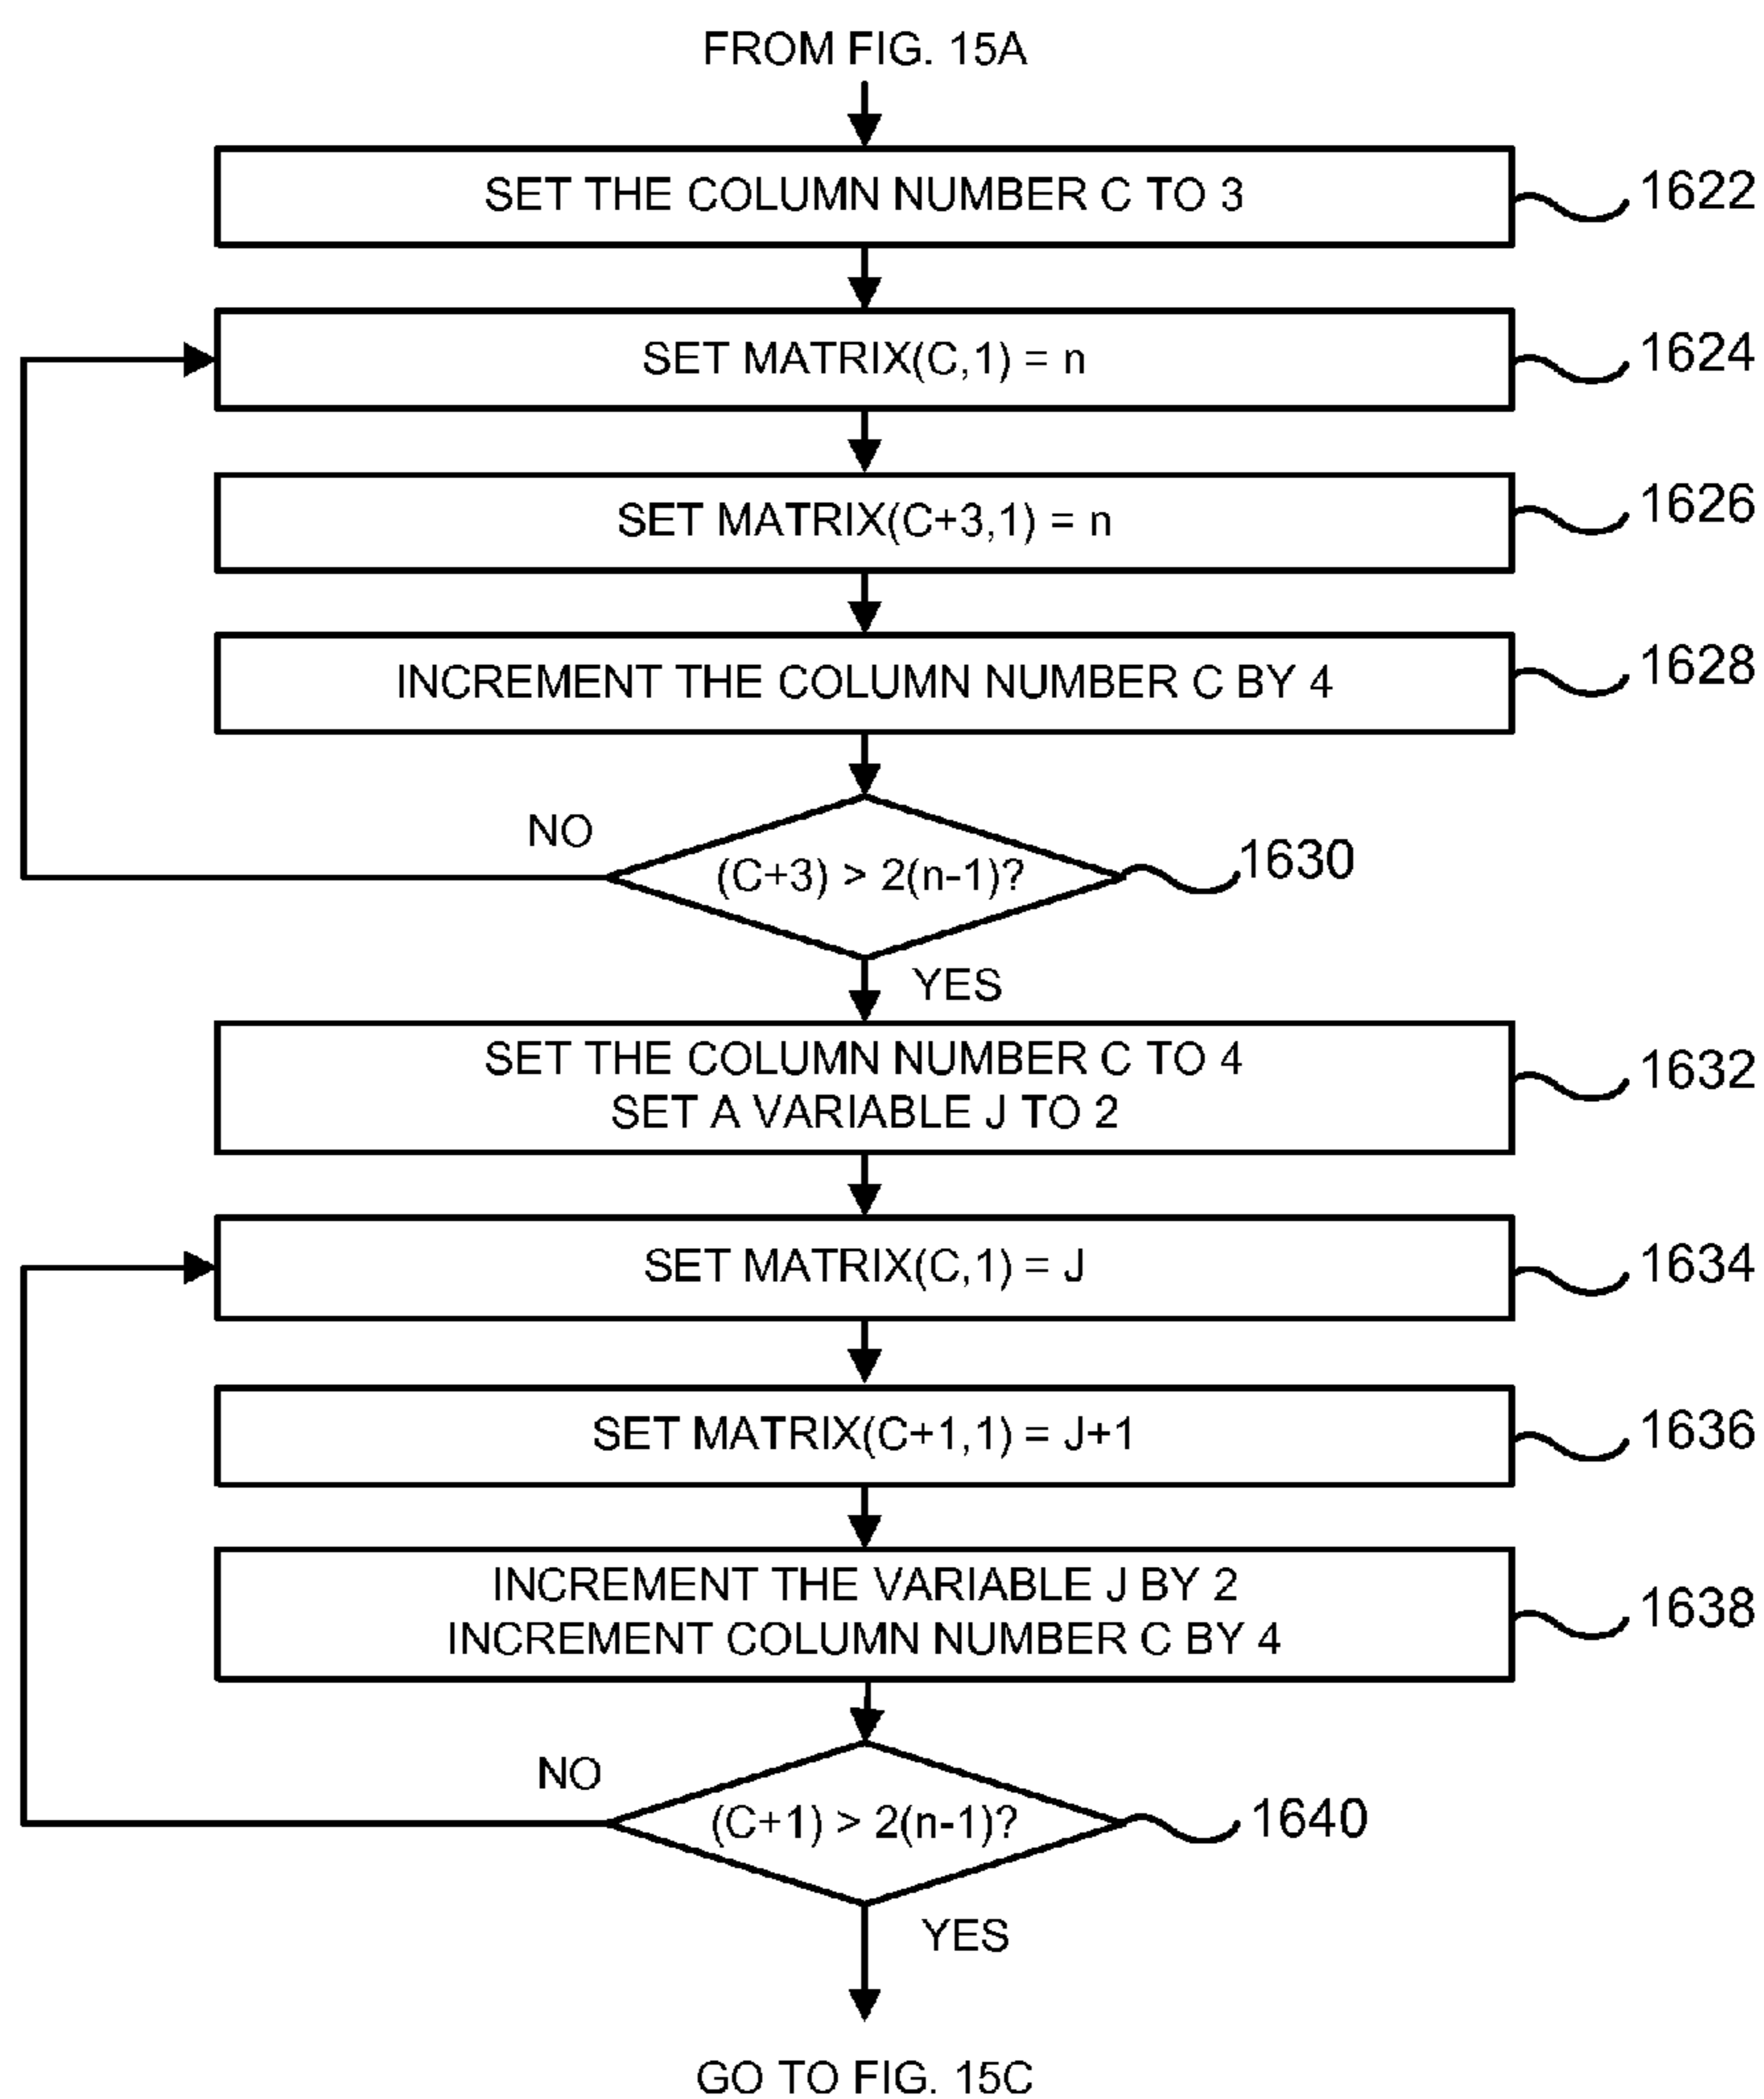 FROM FIG. 15A
SET THE COLUMN NUMBER C TO 3
1622
SET MATRIX(C,1) = n
1624
SET MATRIX(C+3,1) = n
1626
INCREMENT THE COLUMN NUMBER C BY 4
1628
NO
(C+3) > 2(n-1)?
1630
YES
SET THE COLUMN NUMBER C TO 4
SET A VARIABLE J TO 2
1632
SET MATRIX(C,1) = J
1634
SET MATRIX(C+1,1) = J+1
1636
INCREMENT THE VARIABLE J BY 2
INCREMENT COLUMN NUMBER C BY 4
1638
NO
(C+1) > 2(n-1)?
1640
YES
GO TO FIG. 15C